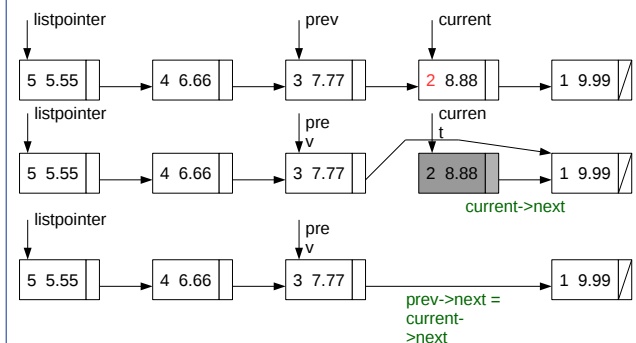 listpointer prev current
5 5.55 4 6.66 3 7.77 2 8.88 1 9.99
listpointer
pre
v
curren
t
5 5.55 4 6.66 3 7.77 2 8.88 1 9.99
current->next
listpointer
pre
v
5 5.55 4 6.66 3 7.77 1 9.99
prev->next =
current-
>next